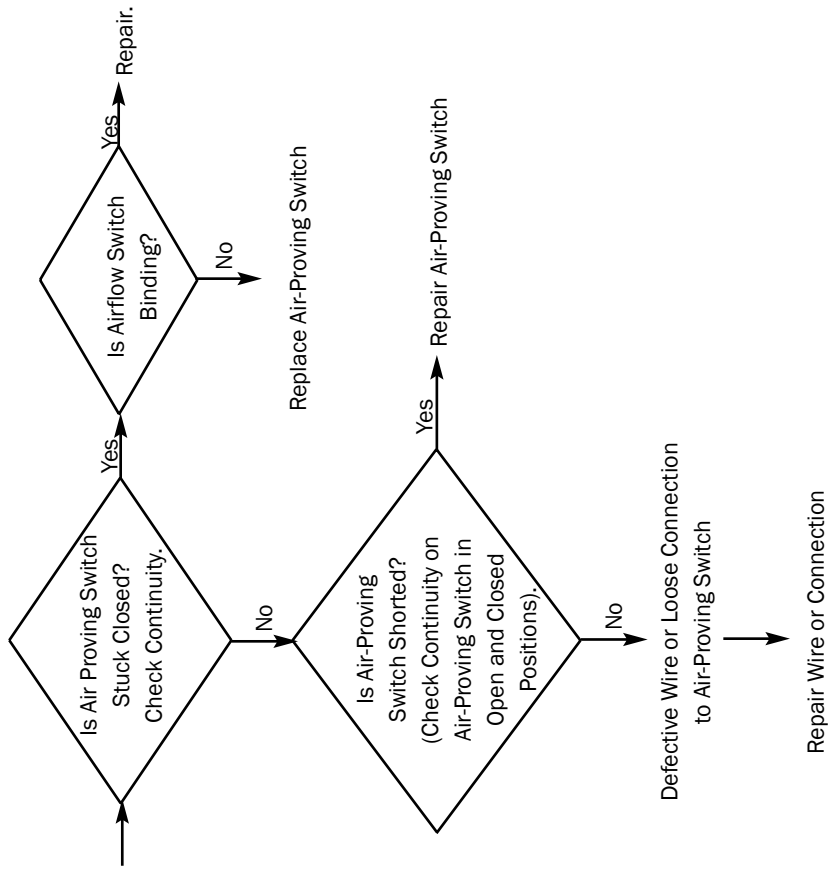 Is Air Proving Switch
Stuck Closed?
Check Continuity.
Yes
Is Airflow Switch
Binding?
Yes
Repair.
No
Replace Air-Proving Switch
No
Is Air-Proving
Switch Shorted?
(Check Continuity on
Air-Proving Switch in
Open and Closed
Positions).
Yes
Repair Air-Proving Switch
No
Defective Wire or Loose Connection
to Air-Proving Switch
Repair Wire or Connection